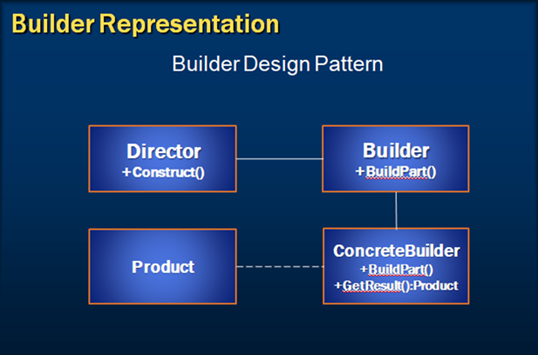 Builder Representation
Builder Design Pattern
Director
+Construct()
Builder
+BuildPart()
Product
ConcreteBuilder
+BuildPart()
+GetResult():Product